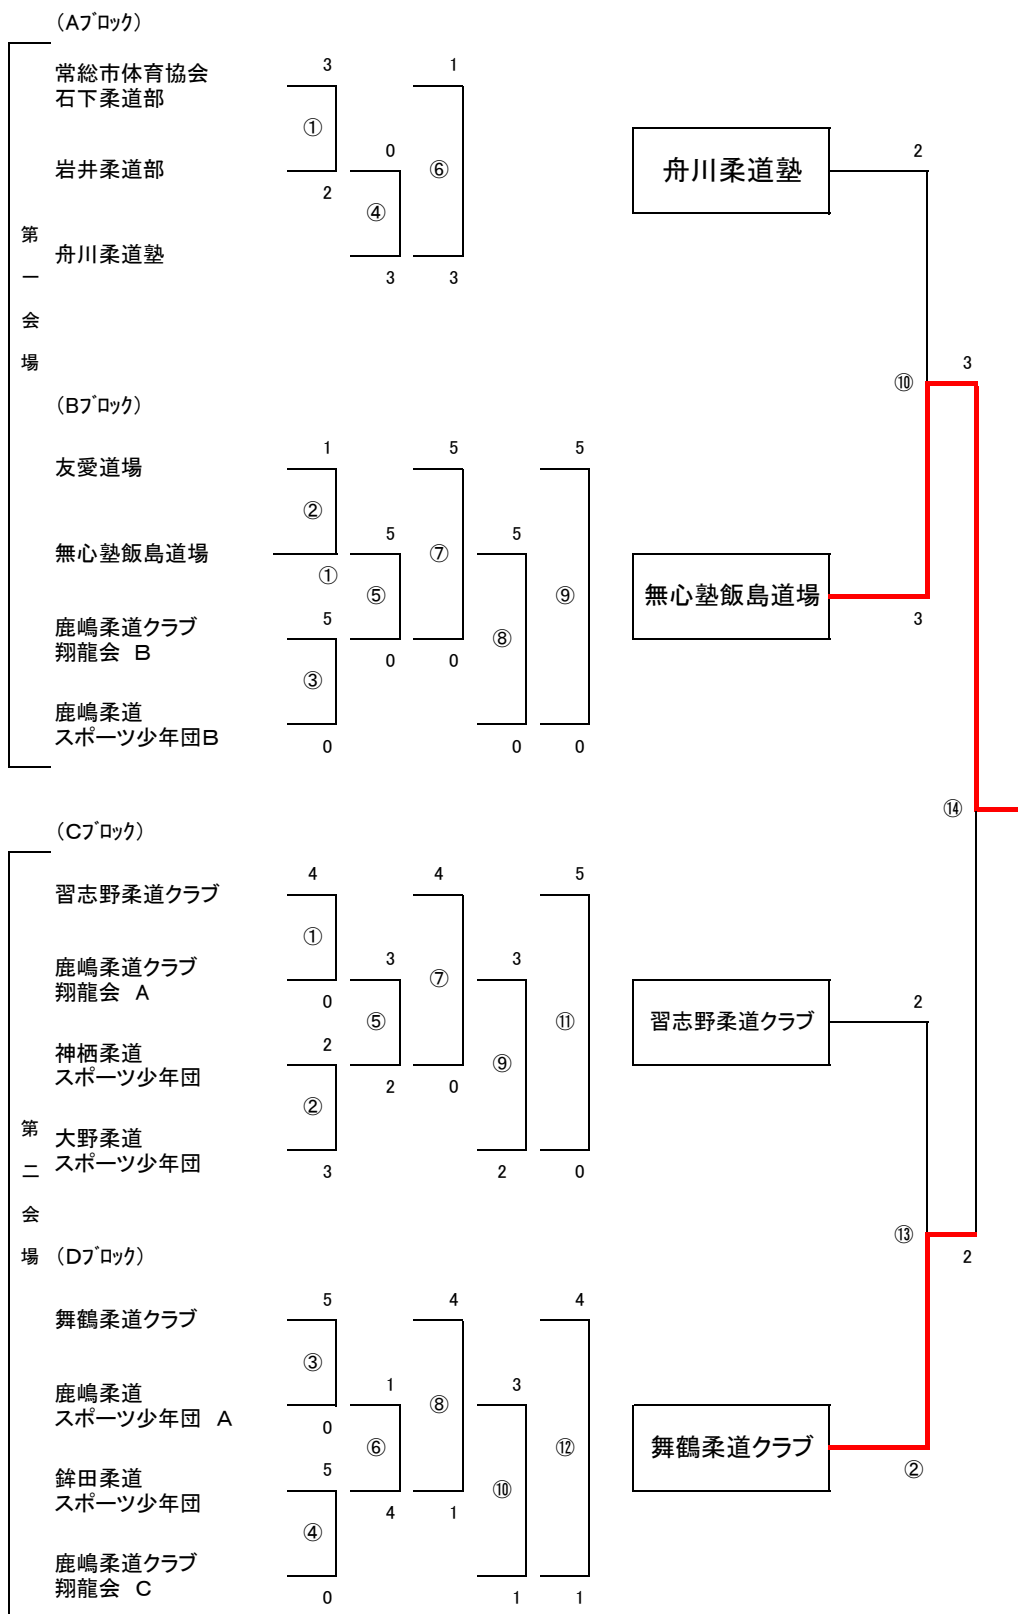 （Aブロック）
3
1
常総市体育協会
石下柔道部
①
岩井柔道部
2
0
④
⑥
舟川柔道塾
3
3
第一会場
舟川柔道塾
2
⑩
3
（Bブロック）
1
5
5
友愛道場
②
5
5
無心塾飯島道場
①
⑤
⑦
⑧
⑨
無心塾飯島道場
3
鹿嶋柔道クラブ
翔龍会　B
5
0
0
③
鹿嶋柔道
スポーツ少年団B
0
0
0
⑭
（Cブロック）
4
4
5
習志野柔道クラブ
①
3
3
鹿嶋柔道クラブ
翔龍会　A
0
⑤
⑦
⑨
⑪
習志野柔道クラブ
2
神栖柔道
スポーツ少年団
2
2
0
②
大野柔道
スポーツ少年団
3
2
0
第二会場
⑬
2
（Dブロック）
5
4
4
舞鶴柔道クラブ
③
1
3
鹿嶋柔道
スポーツ少年団　A
0
⑥
⑧
⑩
⑫
舞鶴柔道クラブ
②
鉾田柔道
スポーツ少年団
5
4
1
④
鹿嶋柔道クラブ
翔龍会　C
0
1
1